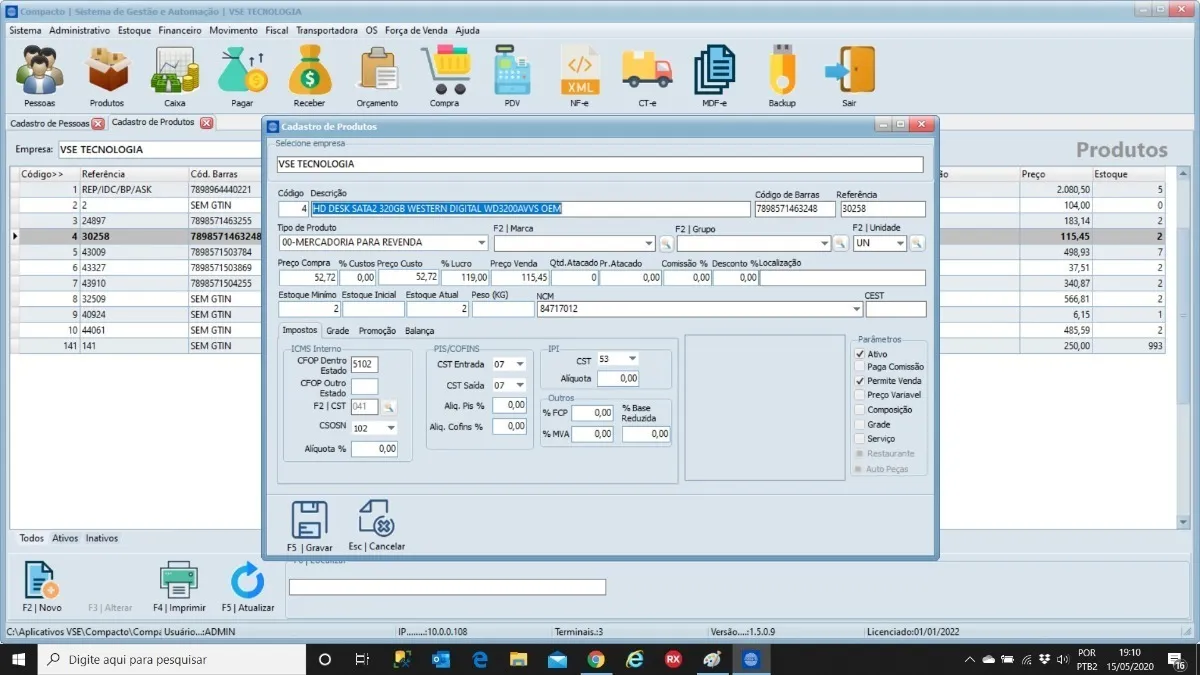 Compacto | Sistema de Gestão e Automação | VSE TECNOLOGIA
Sistema Administrativo Estoque Financeiro Movimento Fiscal Transportadora OS Força de Venda Ajuda
XML
Pessoas Produtos Caixa Pagar Receber Orçamento Compra PDV NF-e CT-e MDF-e Backup Sair
Cadastro de Pessoas Cadastro de Produtos
Empresa: VSE TECNOLOGIA
Produtos
Código>> Referência Cód. Barras Preço Estoque
1 REP/IDC/BP/ASK 7898964440221 2.080,50 5
2 2 SEM GTIN 104,00 0
3 24897 7898571463255 183,14 2
4 30258 7898571463248 115,45 2
5 43009 7898571503784 498,93 7
6 43327 7898571503869 37,51 2
7 43910 7898571504255 340,87 2
8 32509 SEM GTIN 566,81 2
9 40924 SEM GTIN 6,15 1
10 44061 SEM GTIN 485,59 2
141 141 SEM GTIN 250,00 993
Cadastro de Produtos
Selecione empresa
VSE TECNOLOGIA
Código Descrição Código de Barras Referência
4 HD DESK SATA2 320GB WESTERN DIGITAL WD3200AVVS OEM 7898571463248 30258
Tipo de Produto F2 | Marca F2 | Grupo F2 | Unidade
00-MERCADORIA PARA REVENDA UN
Preço Compra % Custos Preço Custo % Lucro Preço Venda Qtd.Atacado Pr.Atacado Comissão % Desconto % Localização
52,72 0,00 52,72 119,00 115,45 0 0,00 0,00 0,00
Estoque Minimo Estoque Inicial Estoque Atual Peso (KG) NCM CEST
2 2 84717012
Impostos Grade Promoção Balança
ICMS Interno
CFOP Dentro Estado 5102
CFOP Outro Estado
F2 | CST 041
CSOSN 102
Alíquota % 0,00
PIS/COFINS
CST Entrada 07
CST Saída 07
Aliq. Pis % 0,00
Aliq. Cofins % 0,00
IPI
CST 53
Alíquota 0,00
Outros
% FCP 0,00 % Base Reduzida
% MVA 0,00 0,00
Parâmetros
Ativo
Paga Comissão
Permite Venda
Preço Variavel
Composição
Grade
Serviço
Restaurante
Auto Peças
F5 | Gravar Esc | Cancelar
Todos Ativos Inativos
F2 | Novo F3 | Alterar F4 | Imprimir F5 | Atualizar
C:\Aplicativos VSE\Compacto\Compa Usuário...:ADMIN IP.......:10.0.0.108 Terminais.:3 Versão....:1.5.0.9 Licenciado:01/01/2022
Digite aqui para pesquisar
RX
POR
PTB2
19:10
15/05/2020
16